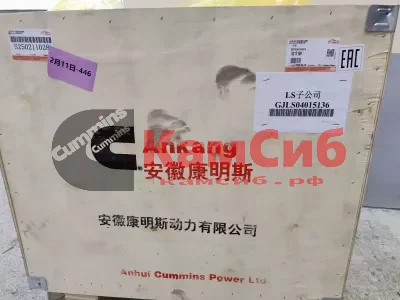 S250211028
2月11日-446
EAC
LS子公司
GJLS04015136
Cummins
Cummins
Ankang
КамСиб
安徽康明斯
камсиб.рф
安徽康明斯动力有限公司
Anhui Cummins Power Ltd